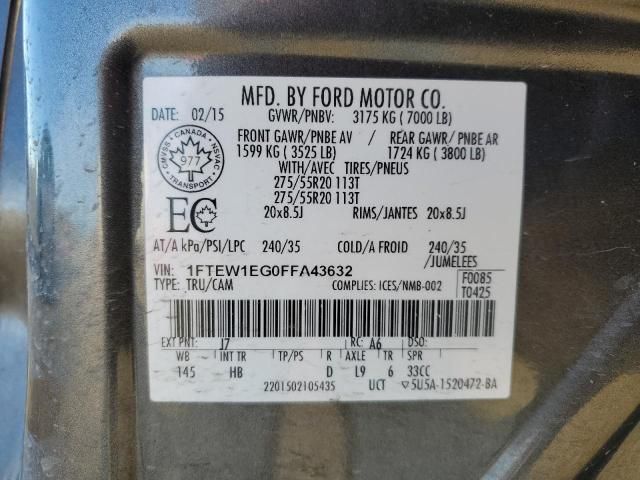 MFD. BY FORD MOTOR CO.
DATE: 02/15 GVWR/PNBV: 3175 KG ( 7000 LB)
FRONT GAWR/PNBE AV / REAR GAWR/ PNBE AR
1599 KG ( 3525 LB) 1724 KG ( 3800 LB)
WITH/AVEC TIRES/PNEUS
275/55R20 113T
275/55R20 113T
20x8.5J RIMS/JANTES 20x8.5J
CMVSS CANADA NSVAC
977
TRANSPORT
EC
AT/A kPa/PSI/LPC 240/35 COLD/A FROID 240/35
/JUMELEES
VIN: 1FTEW1EG0FFA43632
TYPE: TRU/CAM COMPLIES: ICES/NMB-002 F0085
T0425
EXT PNT: J7 RC: A6 DSO:
WB INT TR TP/PS R AXLE TR SPR
145 HB D L9 6 33CC
2201502105435 UCT 5U5A-1520472-BA